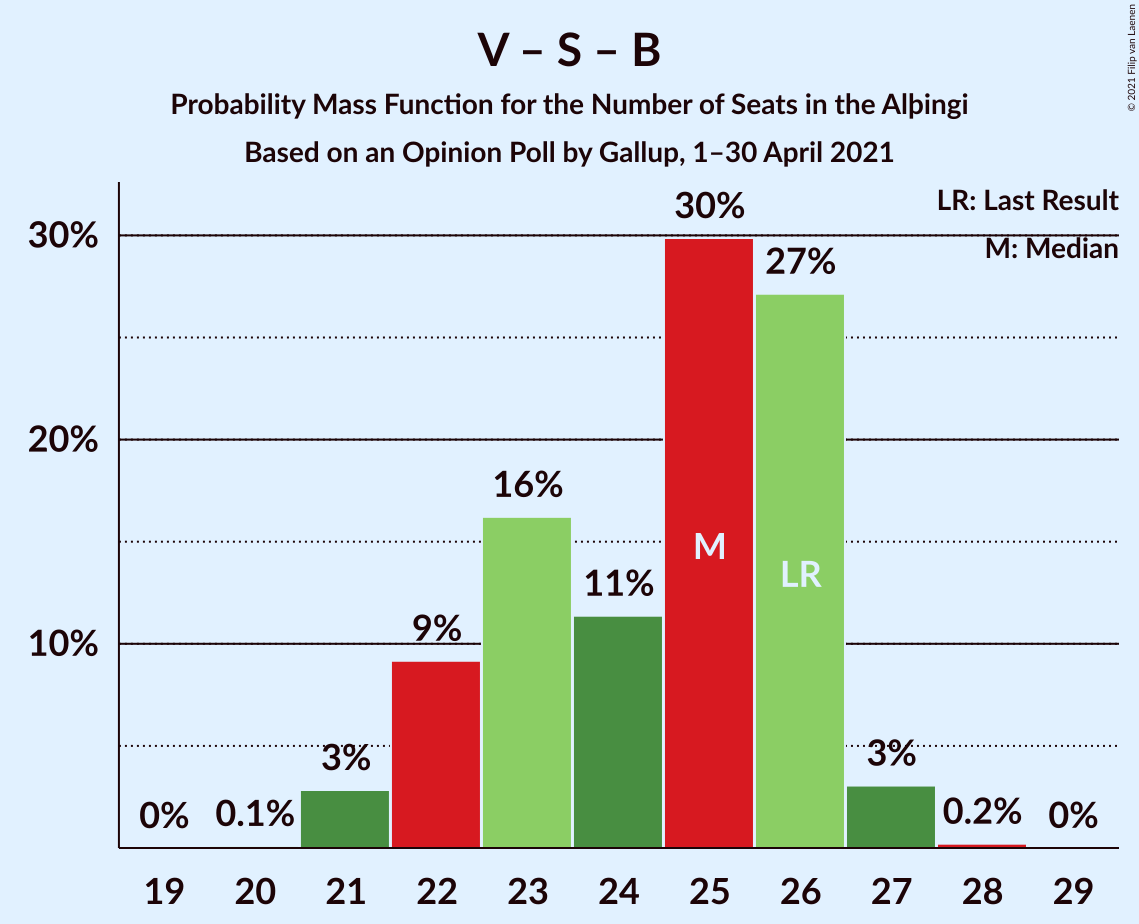 V – S – B
Probability Mass Function for the Number of Seats in the Alþingi
Based on an Opinion Poll by Gallup, 1–30 April 2021
© 2021 Filip van Laenen
LR: Last Result
M: Median
30%
20%
10%
0%
0.1%
3%
9%
16%
11%
30%
27%
3%
0.2%
0%
M
LR
19 20 21 22 23 24 25 26 27 28 29